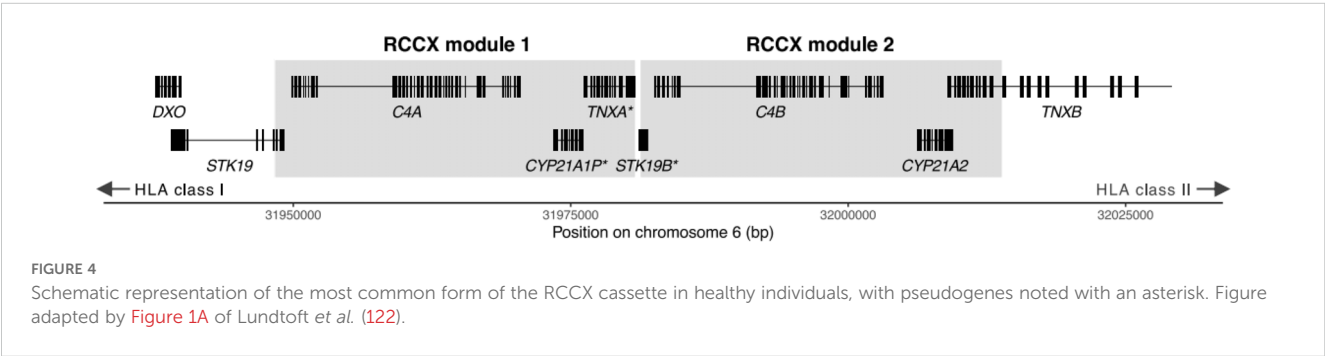 RCCX module 1
RCCX module 2
DXO
C4A
TNXA*
C4B
TNXB
STK19
CYP21A1P*
STK19B*
CYP21A2
HLA class I
HLA class II
31950000
31975000
32000000
32025000
Position on chromosome 6 (bp)
FIGURE 4
Schematic representation of the most common form of the RCCX cassette in healthy individuals, with pseudogenes noted with an asterisk. Figure
adapted by Figure 1A of Lundtoft et al. (122).